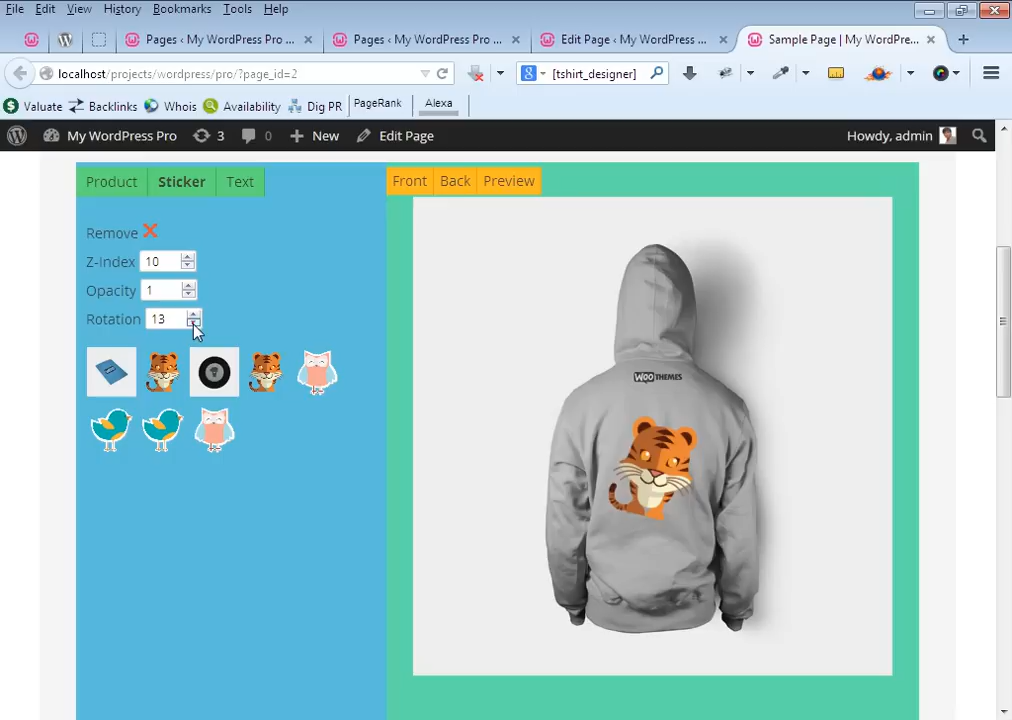 File Edit View History Bookmarks Tools Help
Pages ‹ My WordPress Pro ... Pages ‹ My WordPress Pro ... Edit Page ‹ My WordPress ... Sample Page | My WordPre...
localhost/projects/wordpress/pro/?page_id=2 [tshirt_designer]
Valuate Backlinks Whois Availability Dig PR PageRank Alexa
My WordPress Pro 3 0 New Edit Page Howdy, admin
Product Sticker Text Front Back Preview
Remove
Z-Index 10
Opacity 1
Rotation 13
WOOTHEMES